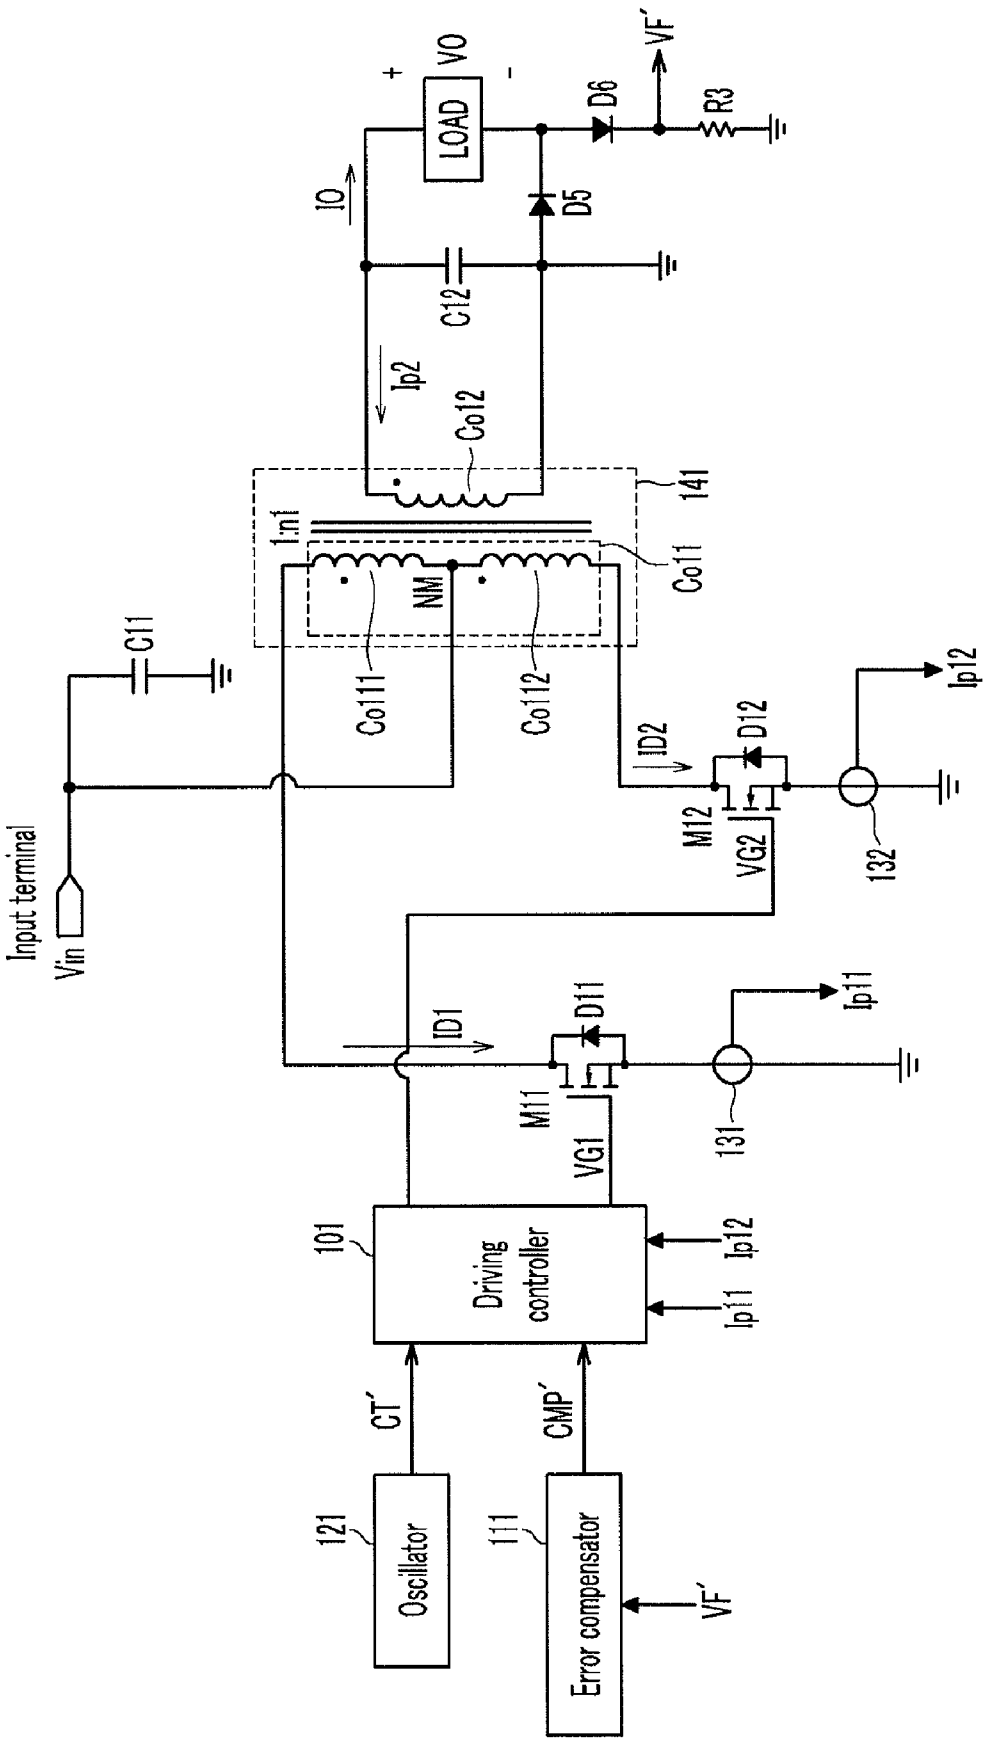 Input terminal
Vin
C11
Co111
NM
Co112
1:n1
Co11
141
Co12
Ip2
C12
IO
+
LOAD
VO
-
D5
D6
VF´
R3
ID1
M11
D11
VG1
131
Ip11
ID2
M12
D12
VG2
132
Ip12
101
Driving
controller
Ip11
Ip12
CT´
CMP´
121
Oscillator
111
Error compensator
VF´